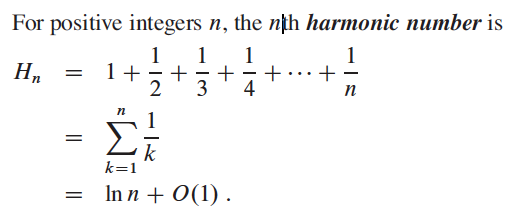 For positive integers n, the nth harmonic number is
Hₙ = 1 + 1/2 + 1/3 + 1/4 + ⋯ + 1/n
= ∑_{k=1}^{n} 1/k
= ln n + O(1) .